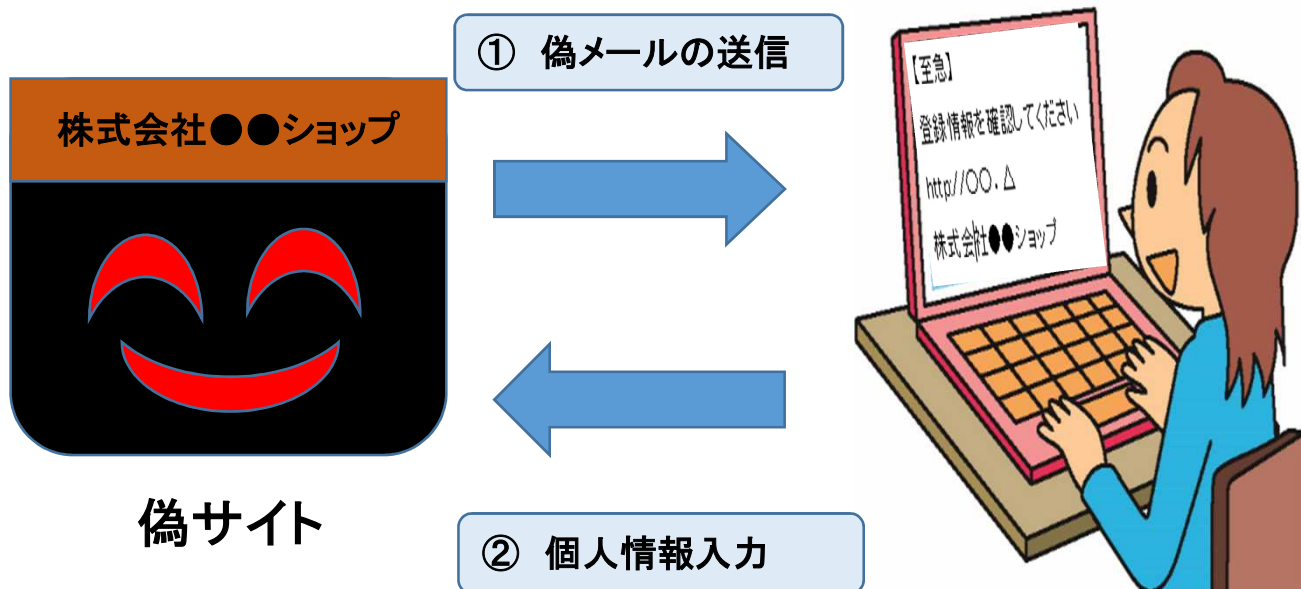 ① 偽メールの送信
株式会社●●ショップ
【至急】
登録情報を確認してください
http://〇〇.△
株式会社●●ショップ
偽サイト
② 個人情報入力